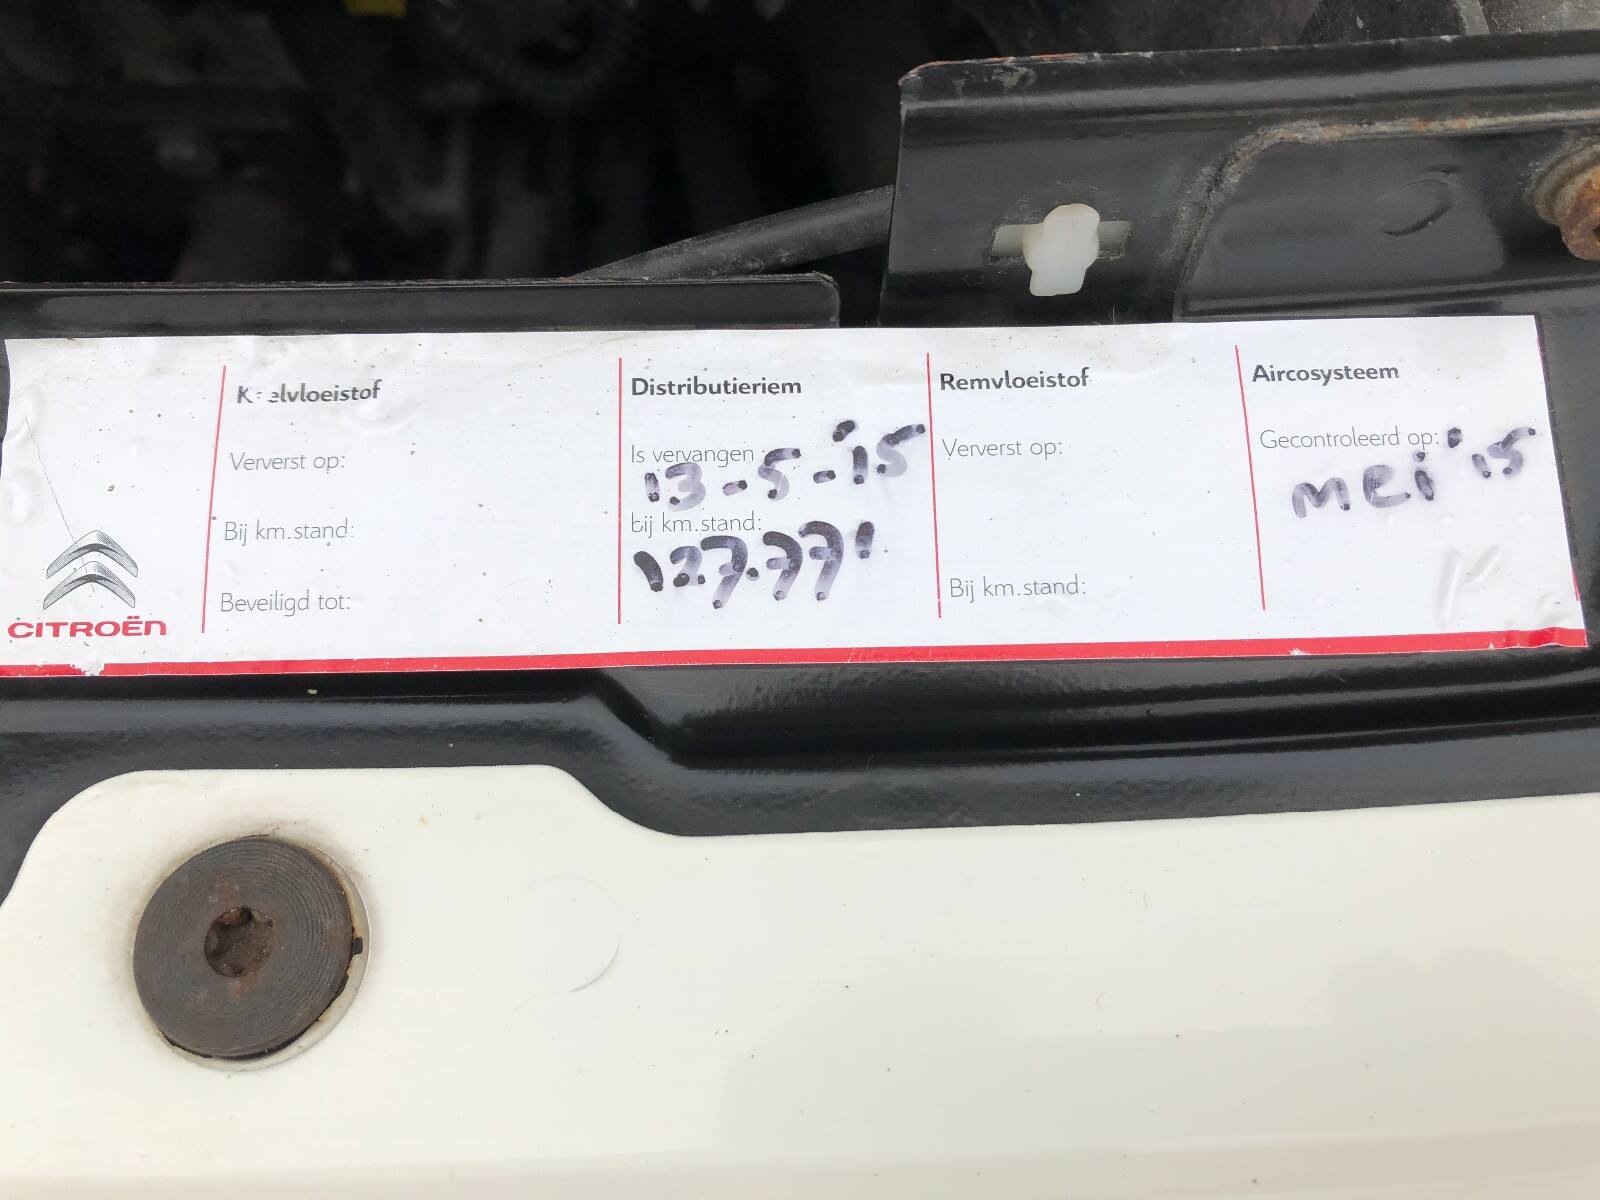 Koelvloeistof
Ververst op:
Bij km.stand:
Beveiligd tot:
Distributieriem
Is vervangen
13-5-'15
bij km.stand:
127.771
Remvloeistof
Ververst op:
Bij km.stand:
Aircosysteem
Gecontroleerd op:
mei '15
CITROËN